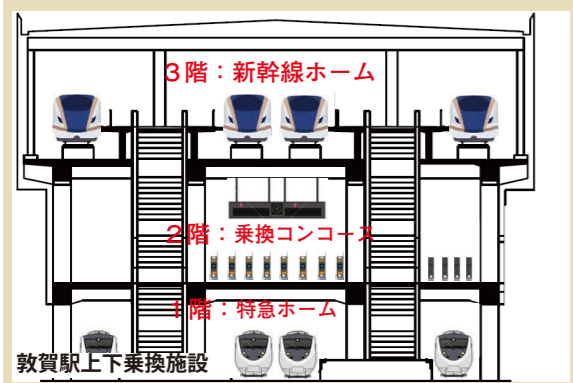 3階：新幹線ホーム
2階：乗換コンコース
1階：特急ホーム
敦賀駅上下乗換施設